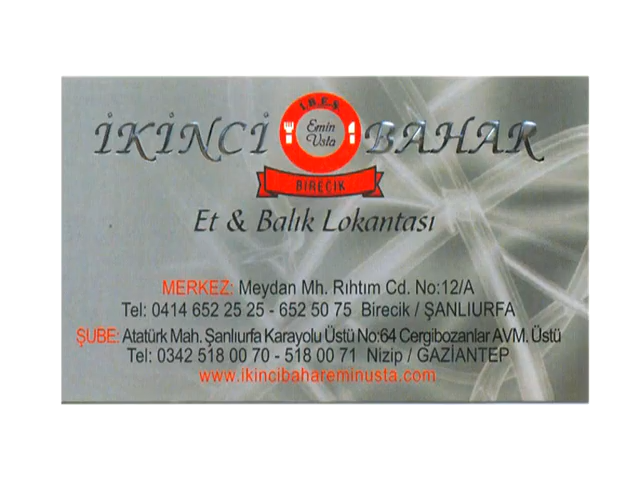 İ.B.E.Ş.
İKİNCİ Emin Usta BAHAR
BİRECİK
Et & Balık Lokantası
MERKEZ: Meydan Mh. Rıhtım Cd. No:12/A
Tel: 0414 652 25 25 - 652 50 75 Birecik / ŞANLIURFA
ŞUBE: Atatürk Mah. Şanlıurfa Karayolu Üstü No:64 Cergibozanlar AVM. Üstü
Tel: 0342 518 00 70 - 518 00 71 Nizip / GAZİANTEP
www.ikincibahareminusta.com